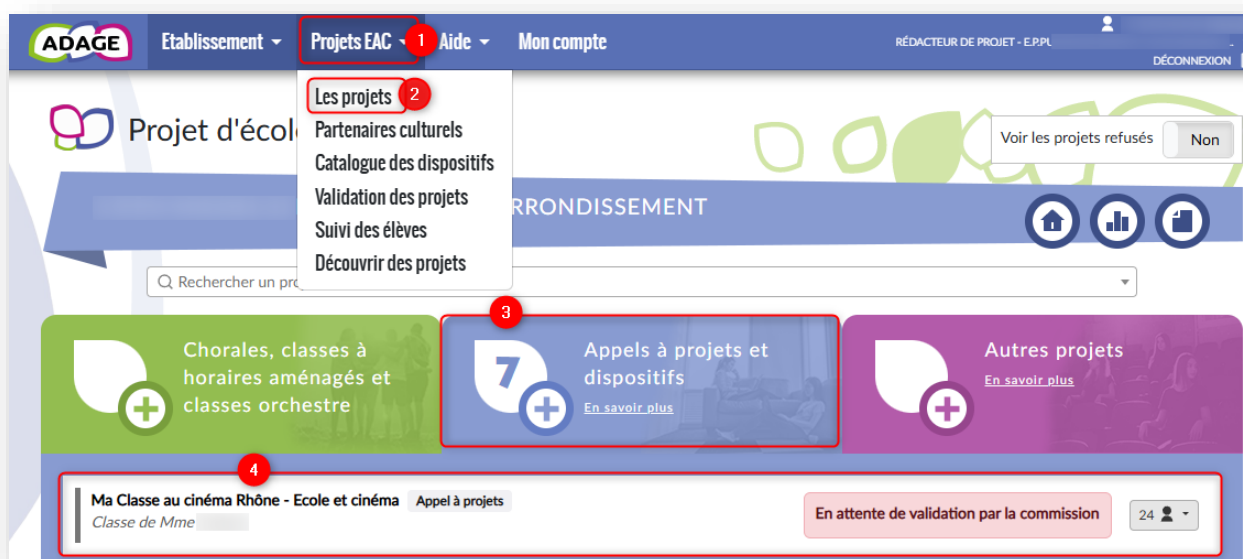 ADAGE
Etablissement
Projets EAC
1
Aide
Mon compte
RÉDACTEUR DE PROJET - E.P.PU
DÉCONNEXION
Les projets
2
Partenaires culturels
Catalogue des dispositifs
Validation des projets
Suivi des élèves
Découvrir des projets
Projet d'écol
Voir les projets refusés
Non
RRONDISSEMENT
Rechercher un pro
3
Chorales, classes à
horaires aménagés et
classes orchestre
7
Appels à projets et
dispositifs
En savoir plus
Autres projets
En savoir plus
4
Ma Classe au cinéma Rhône - Ecole et cinéma
Appel à projets
Classe de Mme
En attente de validation par la commission
24